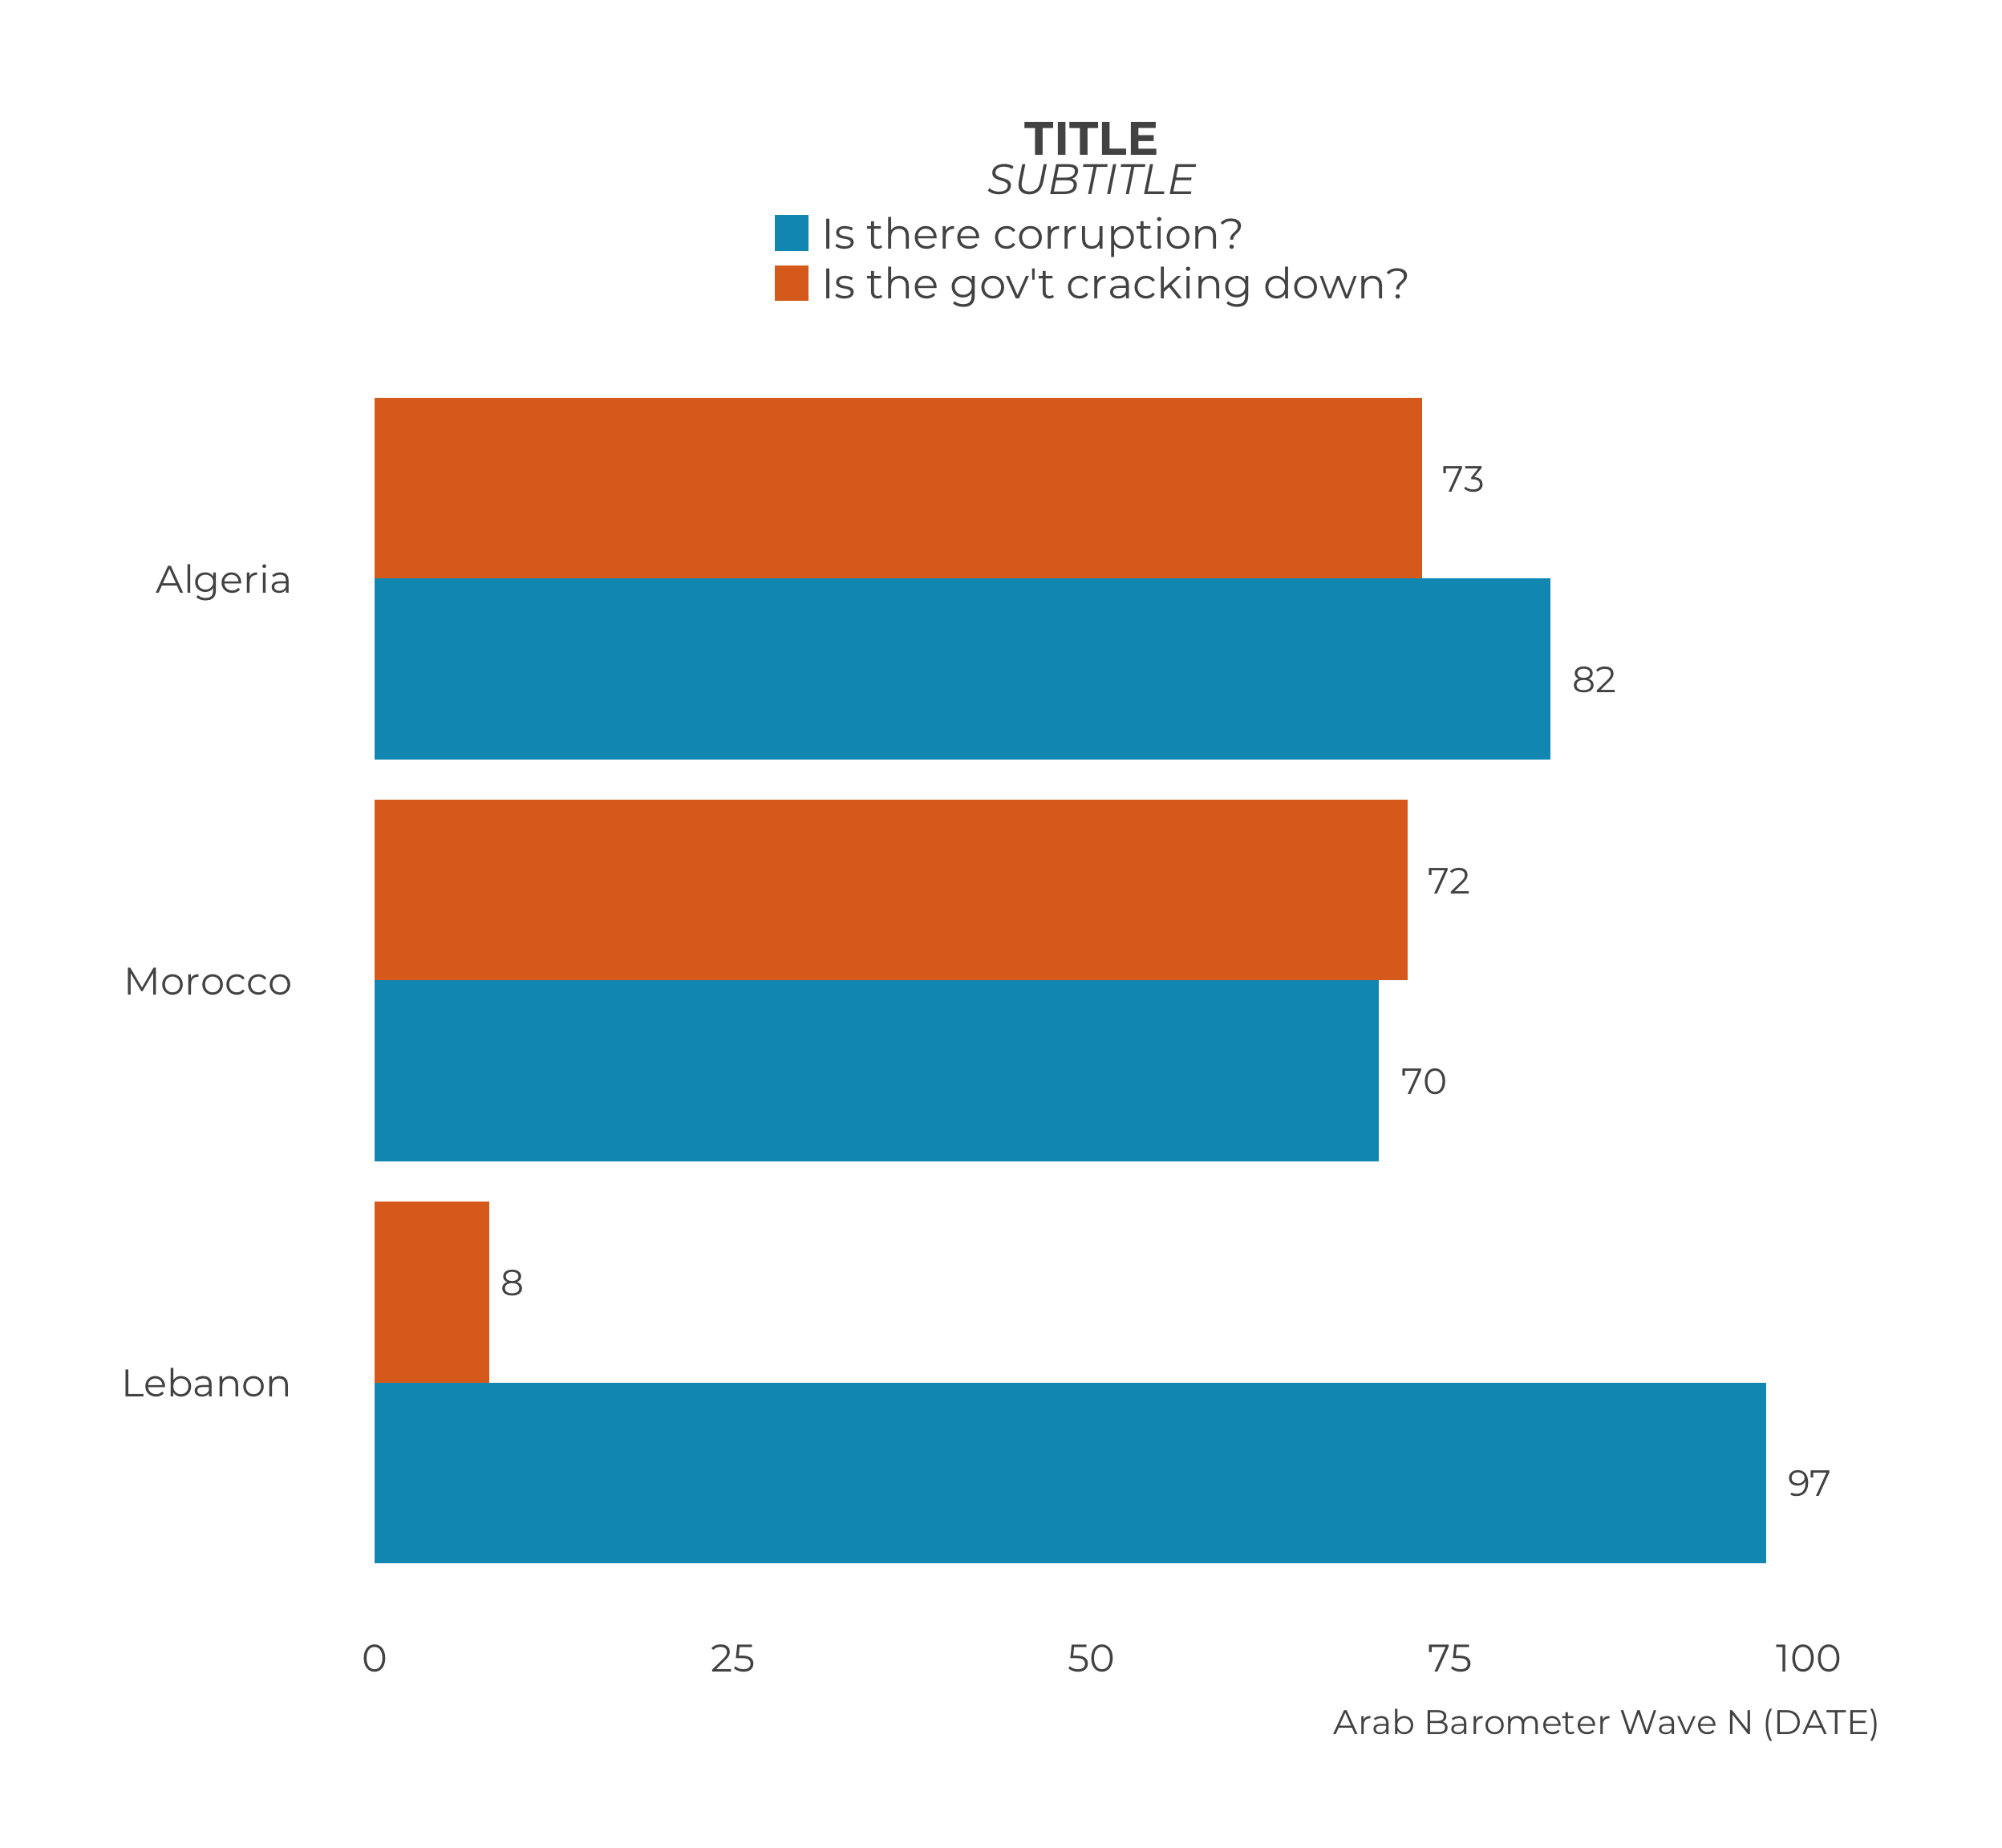 TITLE
SUBTITLE
Is there corruption?
Is the gov't cracking down?
73
Algeria
82
72
Morocco
70
8
Lebanon
97
0 25 50 75 100
Arab Barometer Wave N (DATE)